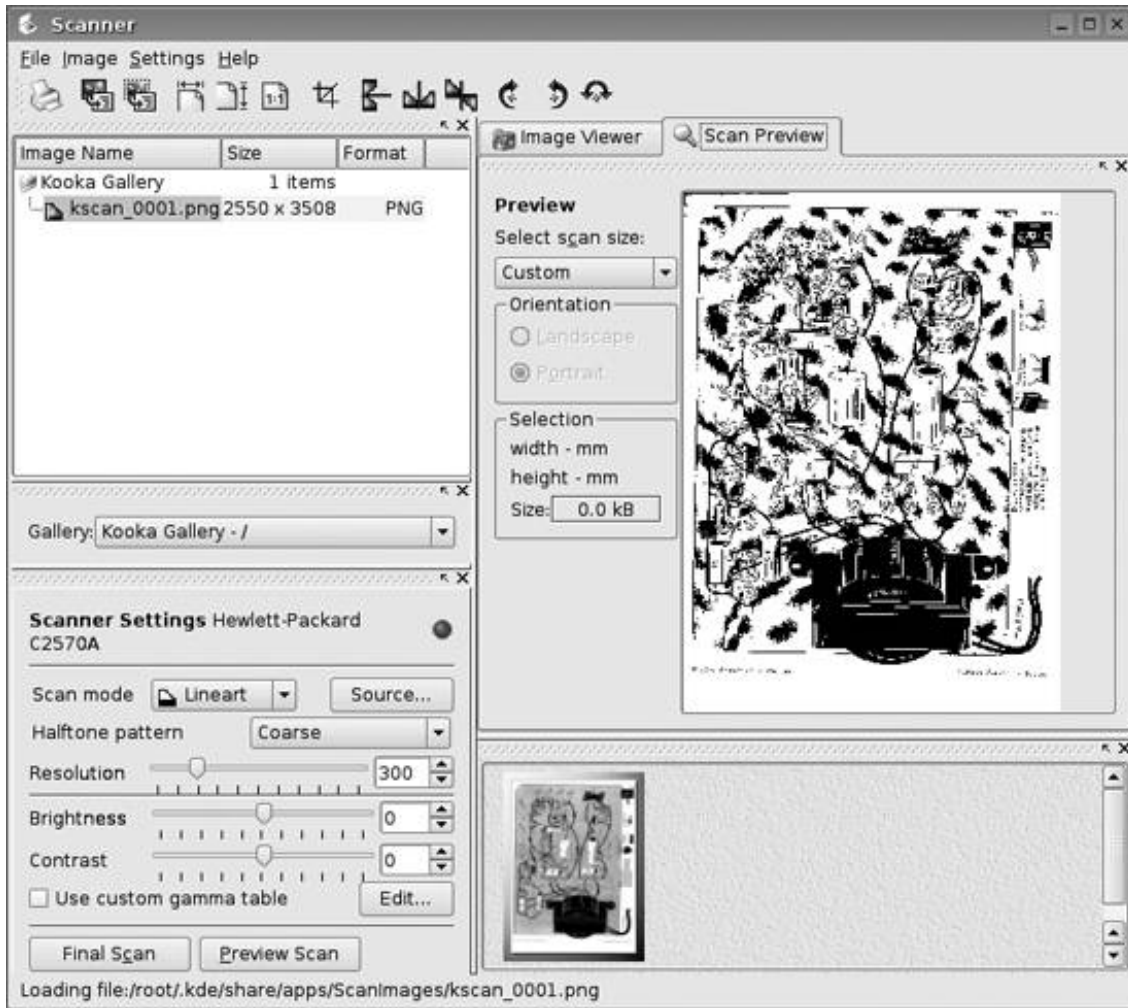 Scanner
File Image Settings Help
1:1
Image Name Size Format
Kooka Gallery 1 items
kscan_0001.png 2550 x 3508 PNG
Gallery: Kooka Gallery - /
Scanner Settings Hewlett-Packard
C2570A
Scan mode Lineart Source...
Halftone pattern Coarse
Resolution 300
Brightness 0
Contrast 0
Use custom gamma table Edit...
Final Scan Preview Scan
Image Viewer Scan Preview
Preview
Select scan size:
Custom
Orientation
Landscape
Portrait
Selection
width - mm
height - mm
Size: 0.0 kB
Loading file:/root/.kde/share/apps/ScanImages/kscan_0001.png